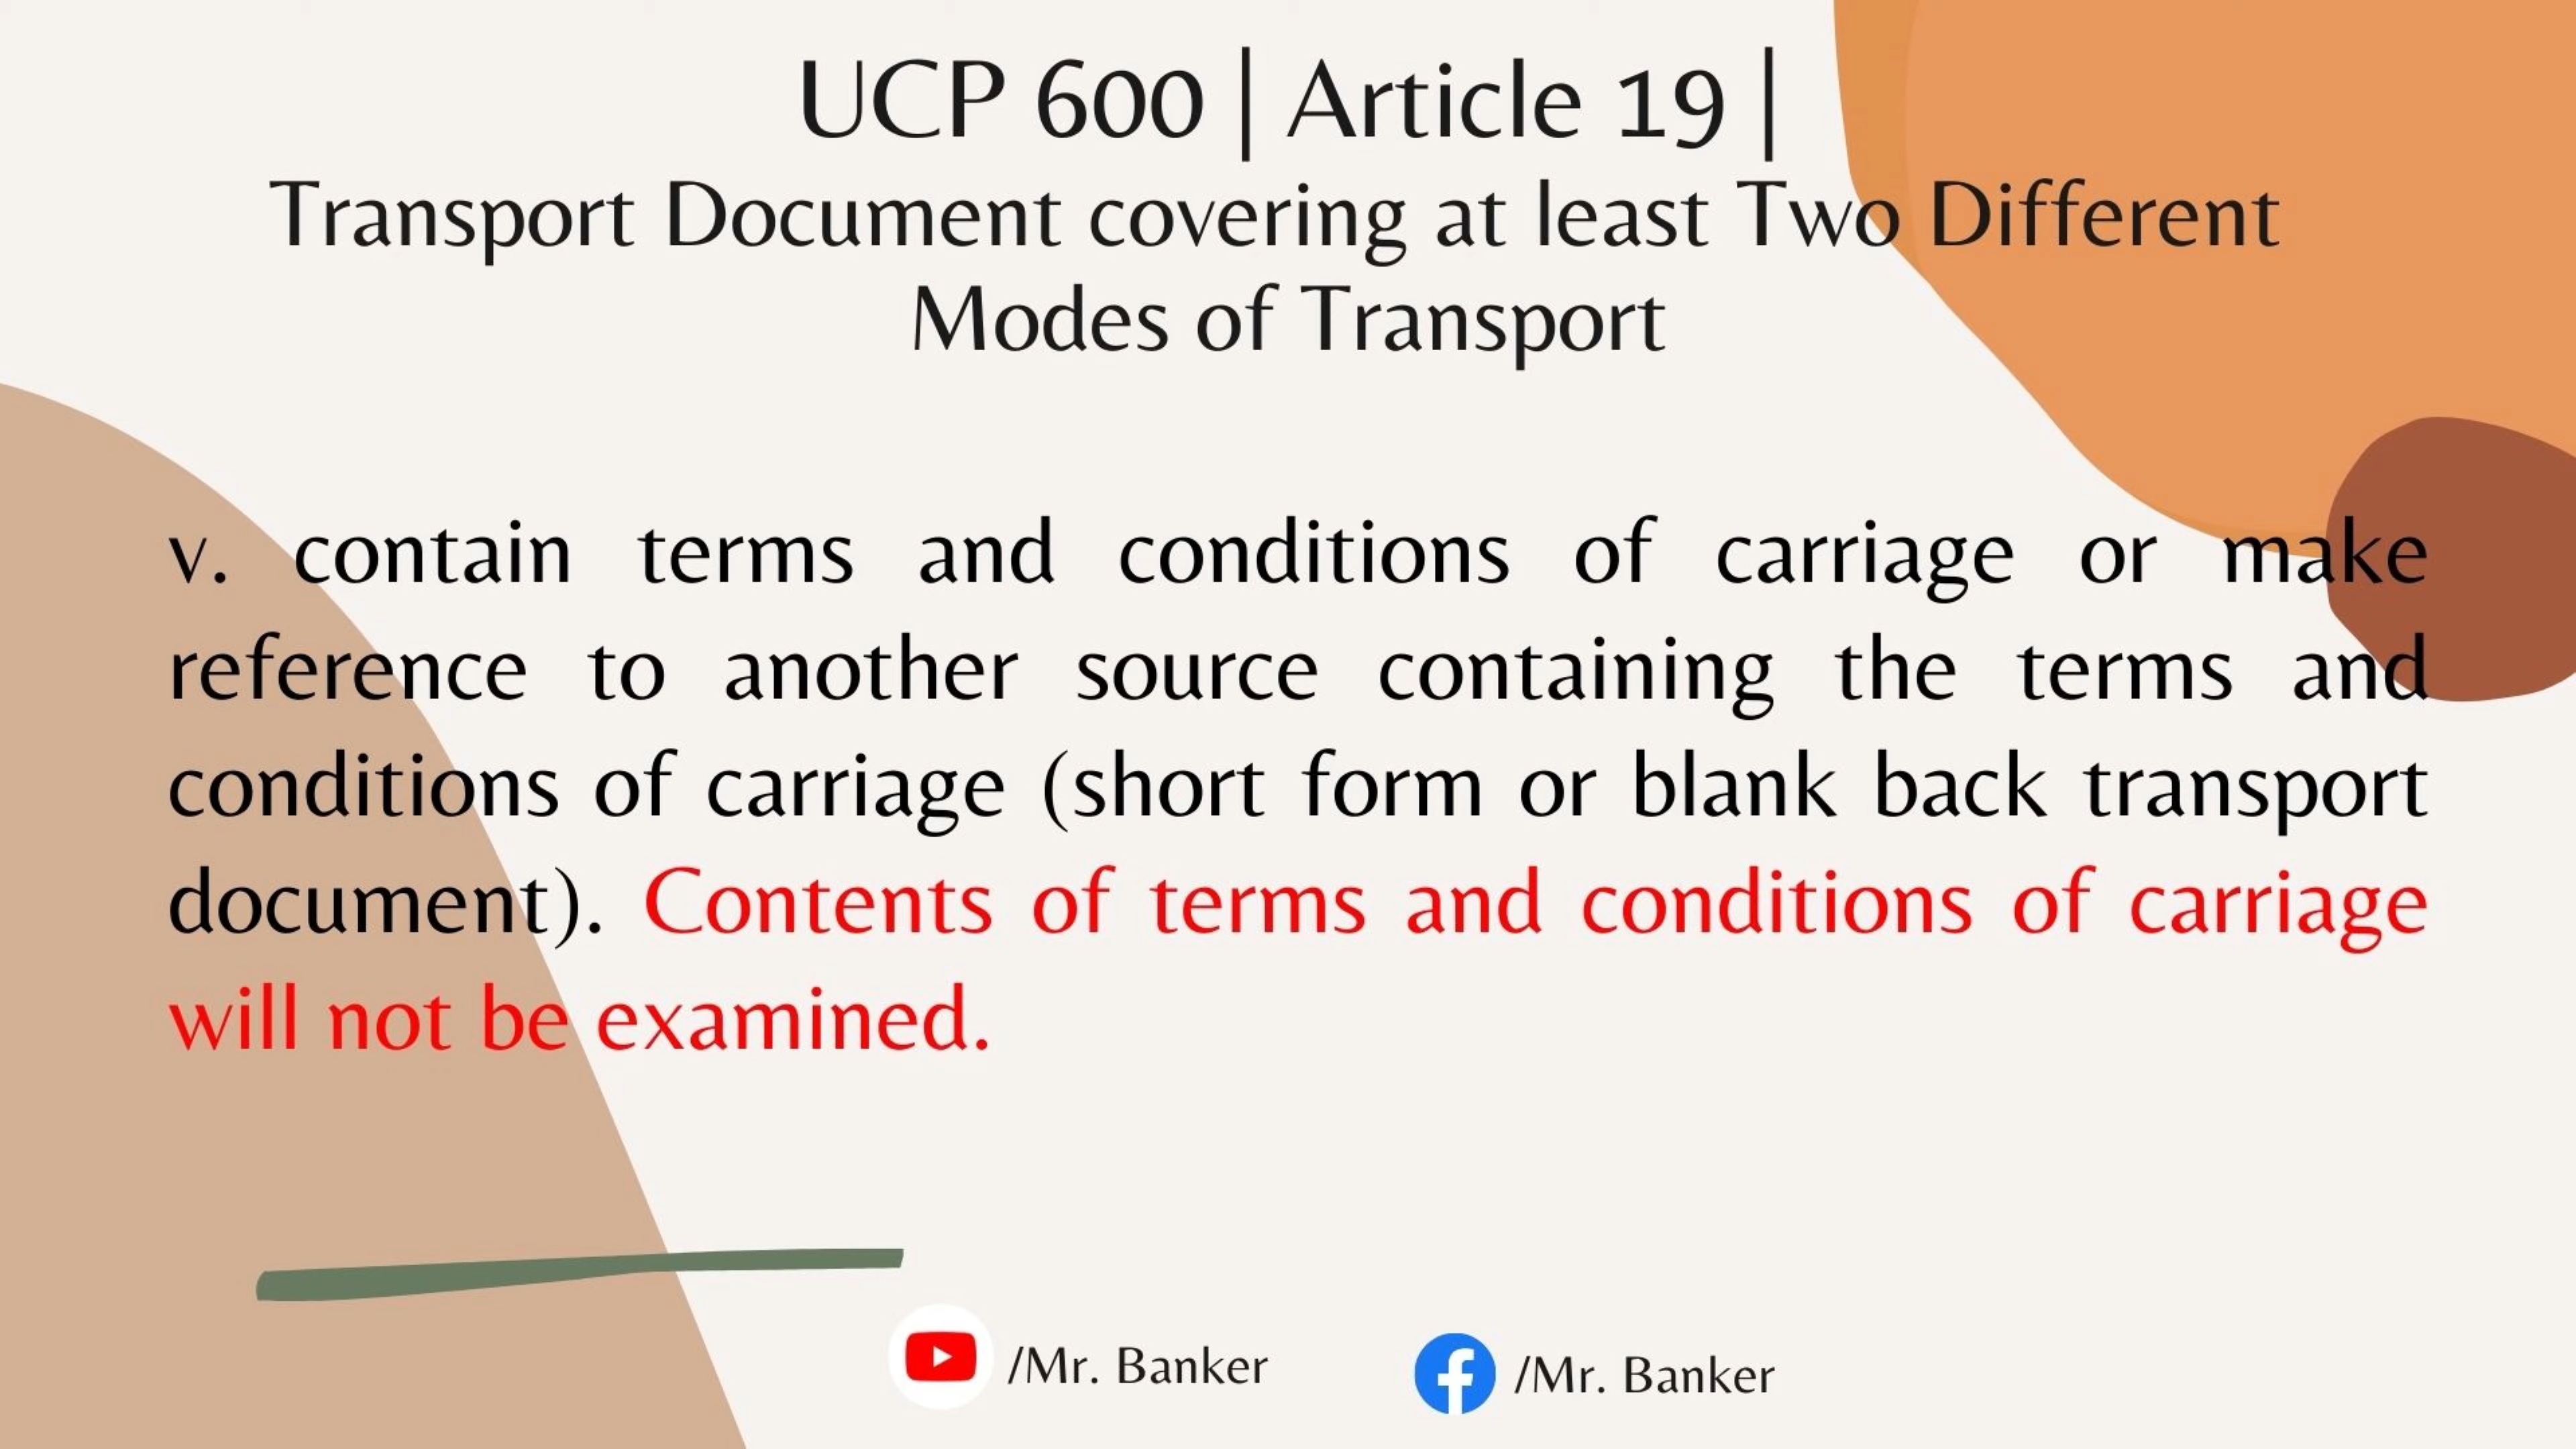 UCP 600 | Article 19 |
Transport Document covering at least Two Different
Modes of Transport
v. contain terms and conditions of carriage or make
reference to another source containing the terms and
conditions of carriage (short form or blank back transport
document). Contents of terms and conditions of carriage
will not be examined.
/Mr. Banker
/Mr. Banker